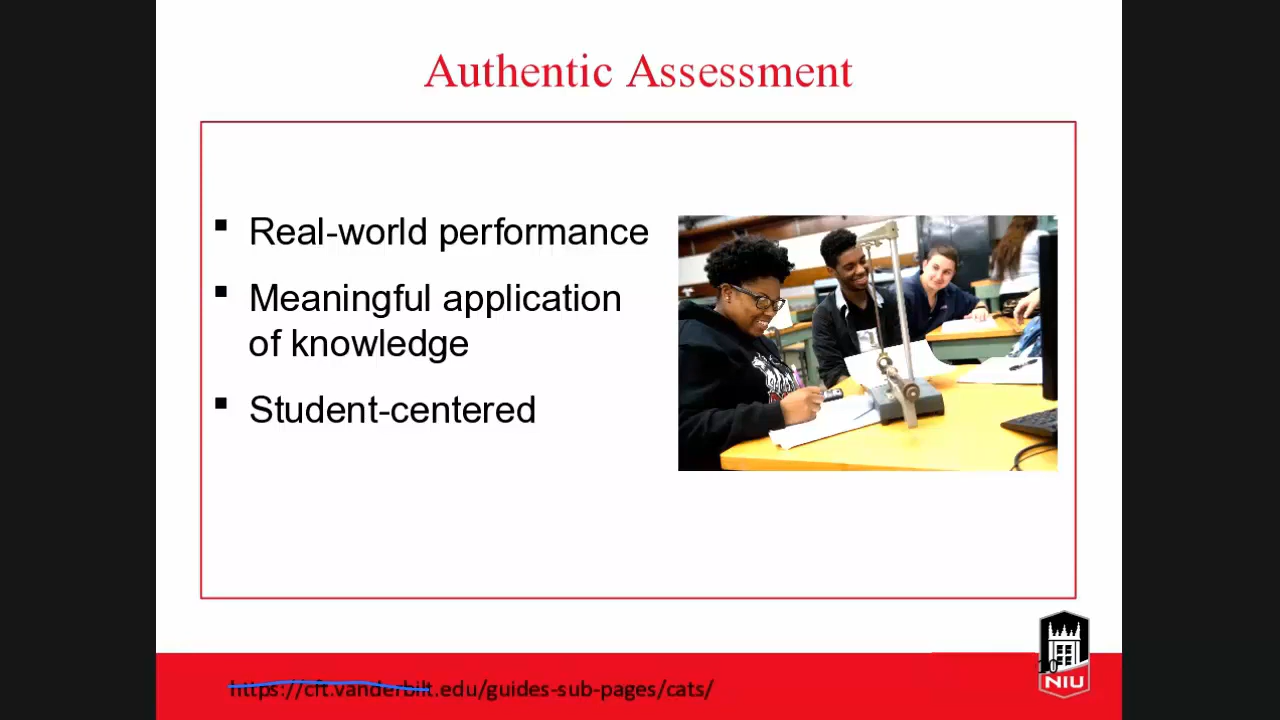 Authentic Assessment
Real-world performance
Meaningful application
of knowledge
Student-centered
10
NIU
https://cft.vanderbilt.edu/guides-sub-pages/cats/